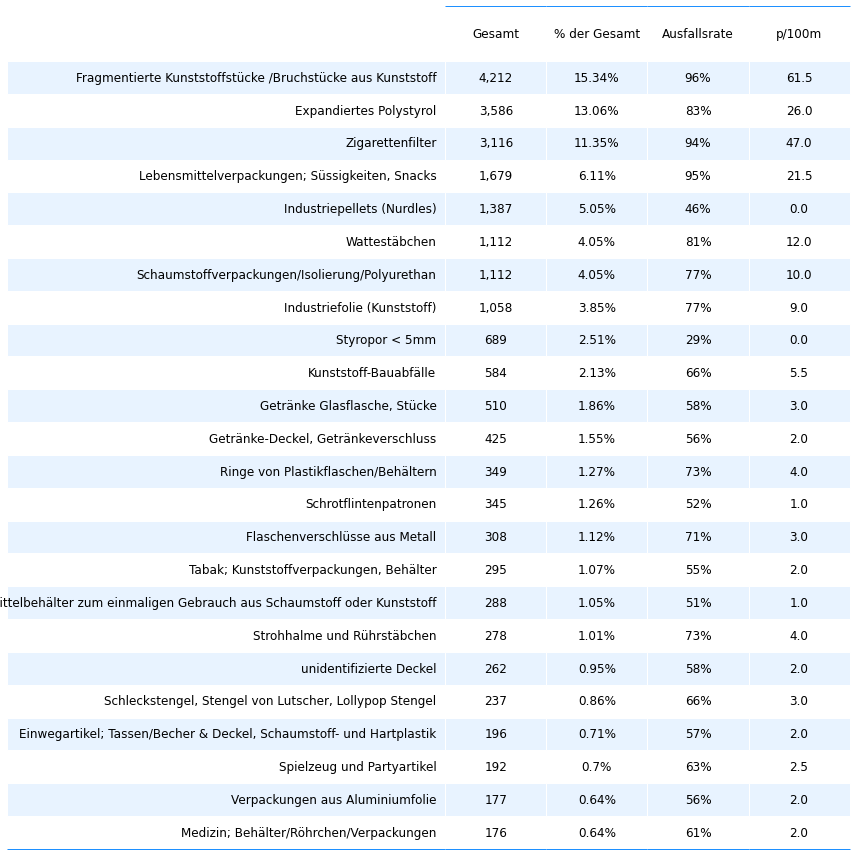 Gesamt % der Gesamt Ausfallsrate p/100m
Fragmentierte Kunststoffstücke /Bruchstücke aus Kunststoff 4,212 15.34% 96% 61.5
Expandiertes Polystyrol 3,586 13.06% 83% 26.0
Zigarettenfilter 3,116 11.35% 94% 47.0
Lebensmittelverpackungen; Süssigkeiten, Snacks 1,679 6.11% 95% 21.5
Industriepellets (Nurdles) 1,387 5.05% 46% 0.0
Wattestäbchen 1,112 4.05% 81% 12.0
Schaumstoffverpackungen/Isolierung/Polyurethan 1,112 4.05% 77% 10.0
Industriefolie (Kunststoff) 1,058 3.85% 77% 9.0
Styropor < 5mm 689 2.51% 29% 0.0
Kunststoff-Bauabfälle 584 2.13% 66% 5.5
Getränke Glasflasche, Stücke 510 1.86% 58% 3.0
Getränke-Deckel, Getränkeverschluss 425 1.55% 56% 2.0
Ringe von Plastikflaschen/Behältern 349 1.27% 73% 4.0
Schrotflintenpatronen 345 1.26% 52% 1.0
Flaschenverschlüsse aus Metall 308 1.12% 71% 3.0
Tabak; Kunststoffverpackungen, Behälter 295 1.07% 55% 2.0
ittelbehälter zum einmaligen Gebrauch aus Schaumstoff oder Kunststoff 288 1.05% 51% 1.0
Strohhalme und Rührstäbchen 278 1.01% 73% 4.0
unidentifizierte Deckel 262 0.95% 58% 2.0
Schleckstengel, Stengel von Lutscher, Lollypop Stengel 237 0.86% 66% 3.0
Einwegartikel; Tassen/Becher & Deckel, Schaumstoff- und Hartplastik 196 0.71% 57% 2.0
Spielzeug und Partyartikel 192 0.7% 63% 2.5
Verpackungen aus Aluminiumfolie 177 0.64% 56% 2.0
Medizin; Behälter/Röhrchen/Verpackungen 176 0.64% 61% 2.0